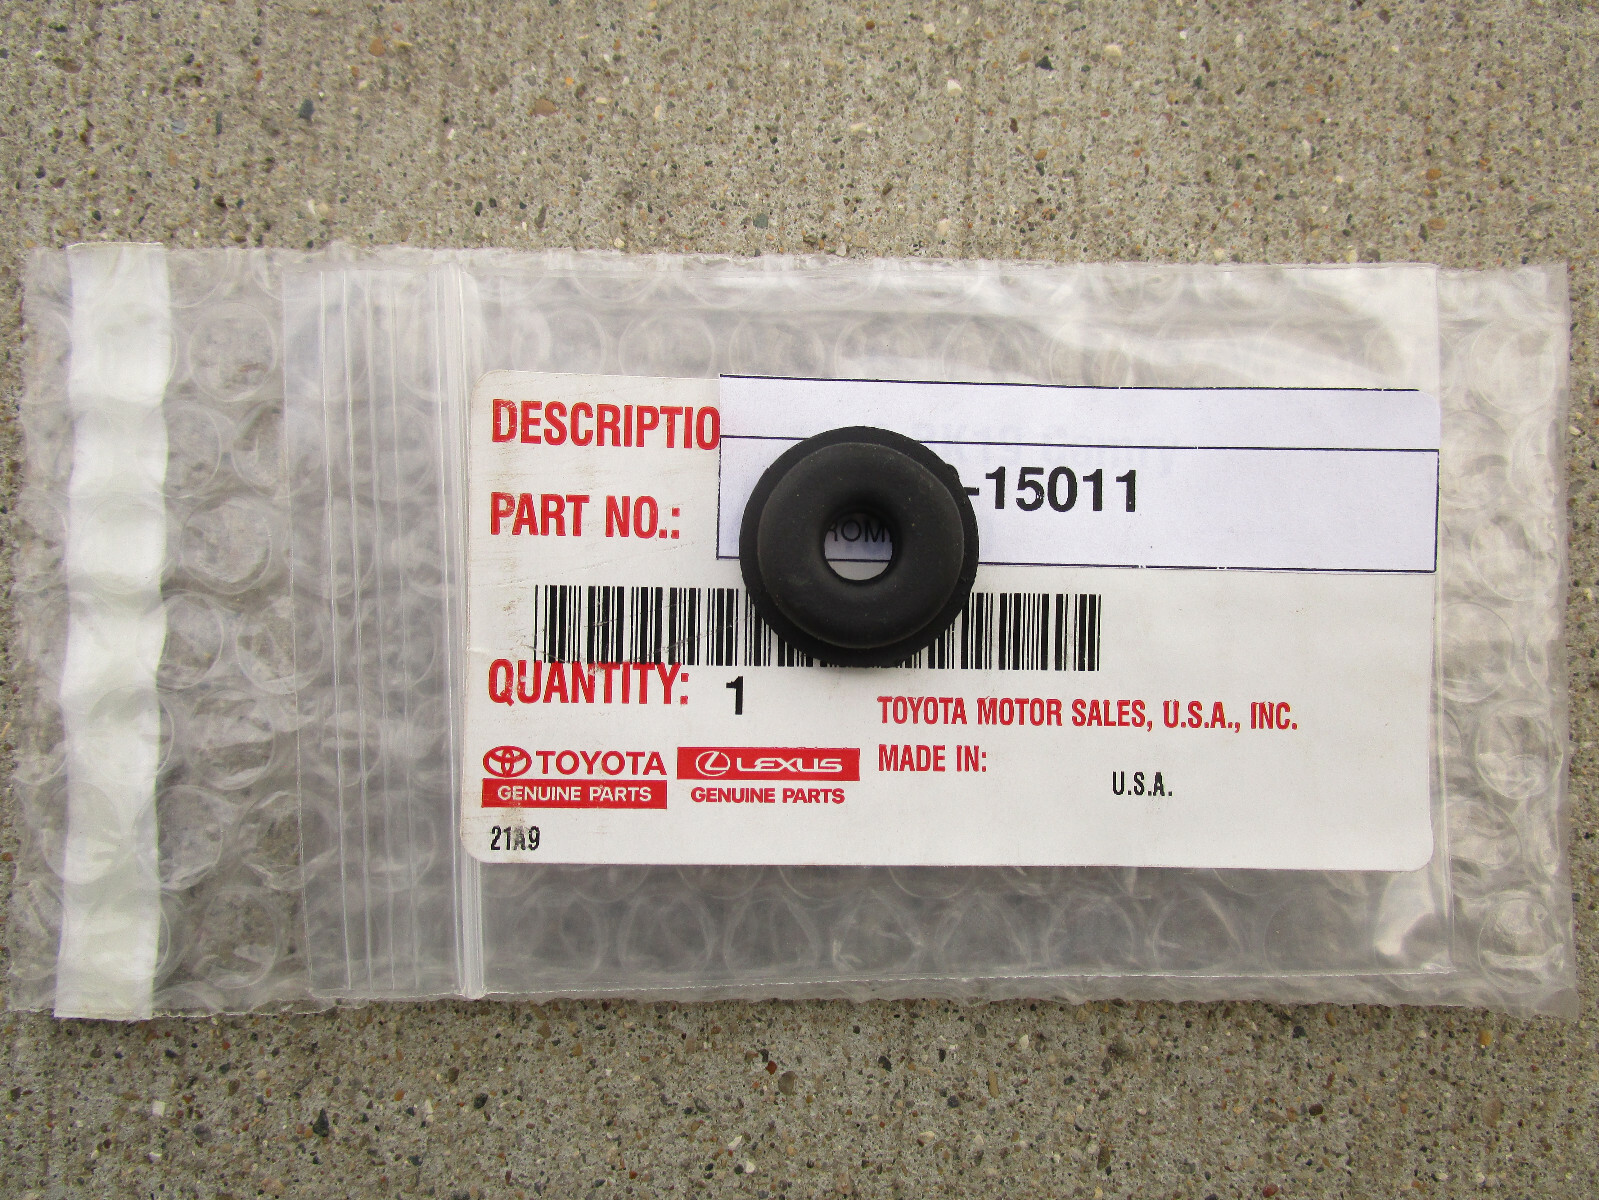 DESCRIPTIO
-15011
PART NO.:
ROM
QUANTITY: 1
TOYOTA MOTOR SALES, U.S.A., INC.
TOYOTA LEXUS
MADE IN:
GENUINE PARTS GENUINE PARTS
U.S.A.
21A9